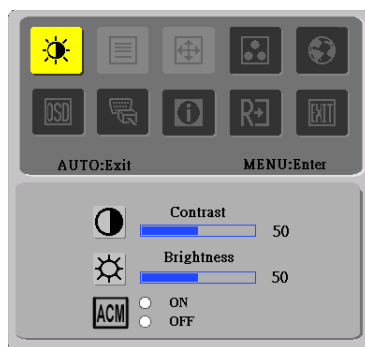 OSD
R
EXIT
AUTO:Exit MENU:Enter
Contrast
50
Brightness
50
ACM
ON
OFF